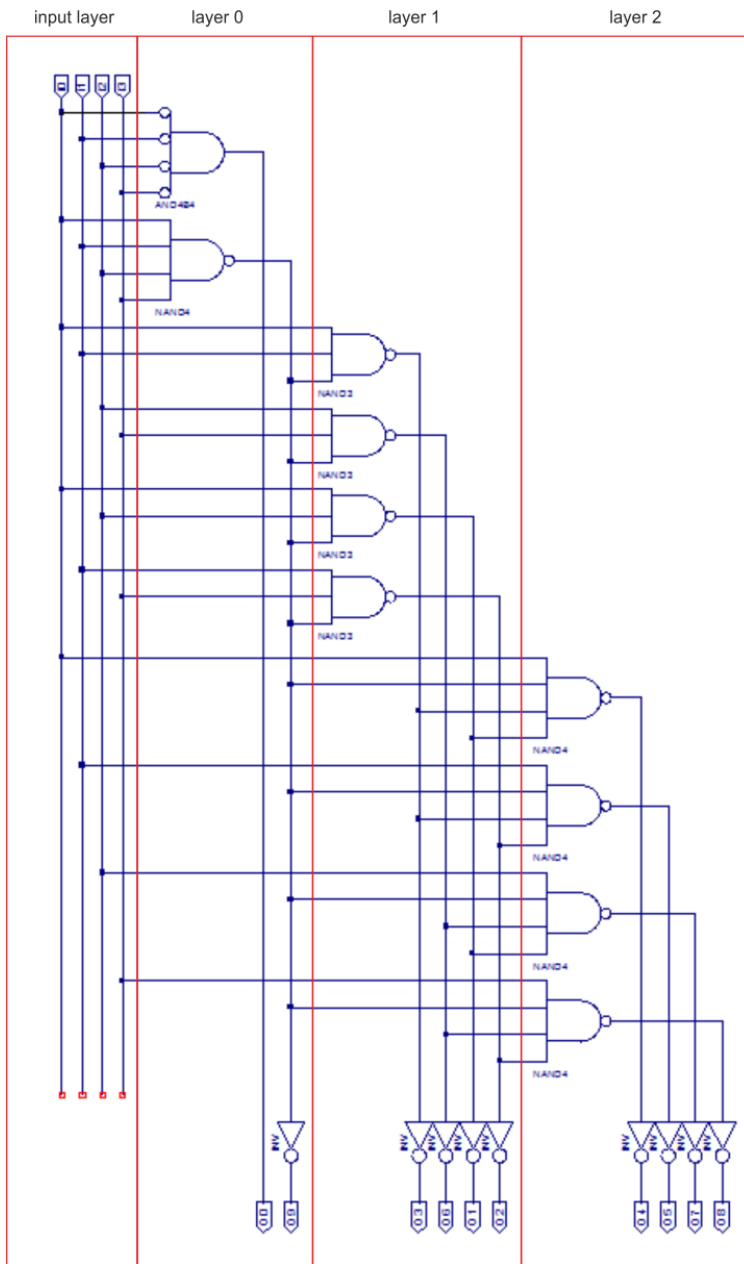 input layer layer 0 layer 1 layer 2
I0 I1 I2 I3
AND4B4
NAND4
NAND3
NAND3
NAND3
NAND3
NAND4
NAND4
NAND4
NAND4
INV INV INV INV INV INV INV INV INV
O0 O9 O3 O6 O1 O2 O4 O5 O7 O8